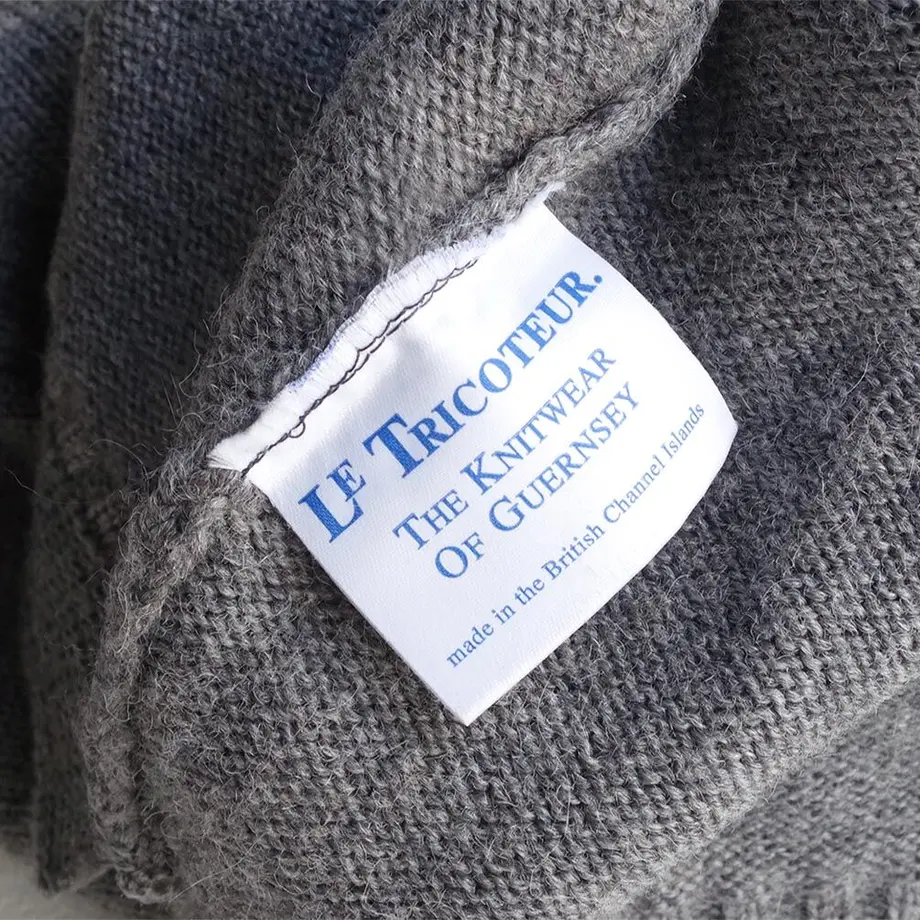 LE TRICOTEUR.
THE KNITWEAR
OF GUERNSEY
made in the British Channel Islands